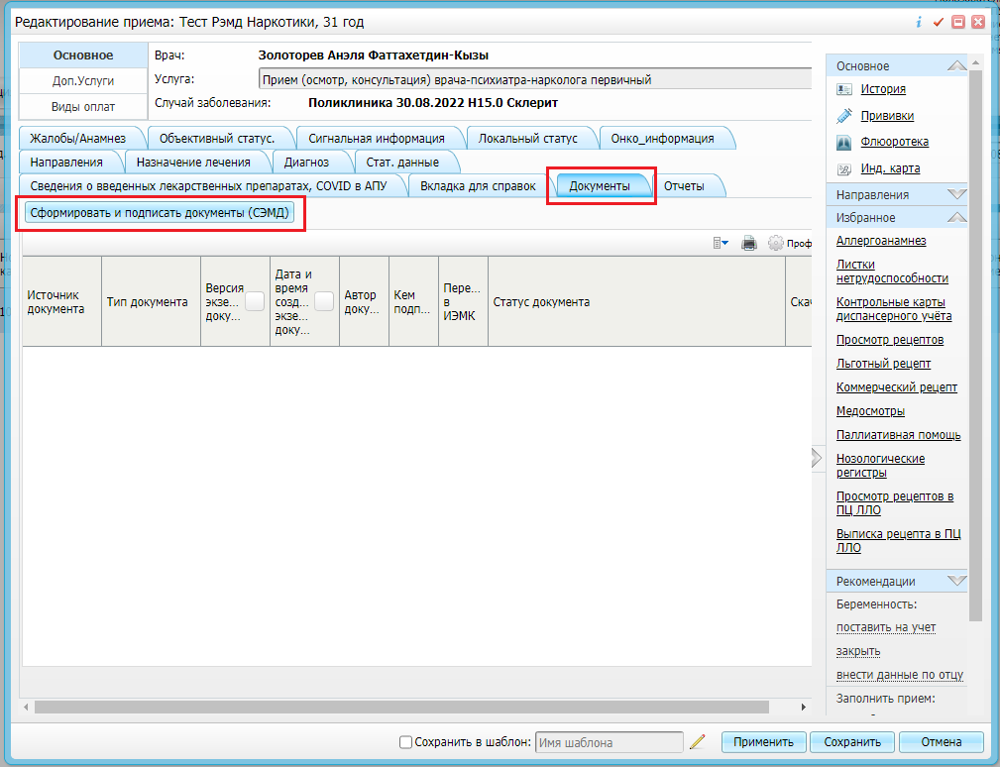 Редактирование приема: Тест Рэмд Наркотики, 31 год
Основное
Доп.Услуги
Виды оплат
Врач: Золоторев Анэля Фаттахетдин-Кызы
Услуга: Прием (осмотр, консультация) врача-психиатра-нарколога первичный
Случай заболевания: Поликлиника 30.08.2022 H15.0 Склерит
Жалобы/Анамнез Объективный статус. Сигнальная информация Локальный статус Онко_информация
Направления Назначение лечения Диагноз Стат. данные
Сведения о введенных лекарственных препаратах, COVID в АПУ Вкладка для справок Документы Отчеты
Сформировать и подписать документы (СЭМД)
Проф
Источник
документа
Тип документа
Версия
экзе...
доку...
Дата и
время
созд...
экзе...
доку...
Автор
доку...
Кем
подп...
Пере...
в
ИЭМК
Статус документа
Скач
Основное
История
Прививки
Флюоротека
Инд. карта
Направления
Избранное
Аллергоанамнез
Листки
нетрудоспособности
Контрольные карты
диспансерного учёта
Просмотр рецептов
Льготный рецепт
Коммерческий рецепт
Медосмотры
Паллиативная помощь
Нозологические
регистры
Просмотр рецептов в
ПЦ ЛЛО
Выписка рецепта в ПЦ
ЛЛО
Рекомендации
Беременность:
поставить на учет
закрыть
внести данные по отцу
Заполнить прием:
Сохранить в шаблон: Имя шаблона Применить Сохранить Отмена